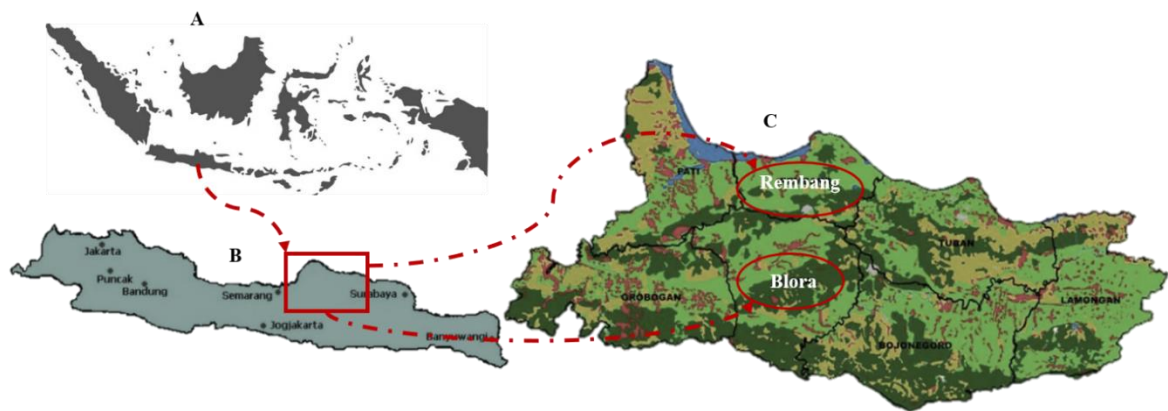 A
B
Jakarta
Puncak
Bandung
Semarang
Surabaya
Jogjakarta
Banyuwangi
C
PATI
Rembang
TUBAN
Blora
GROBOGAN
LAMONGAN
BOJONEGORO